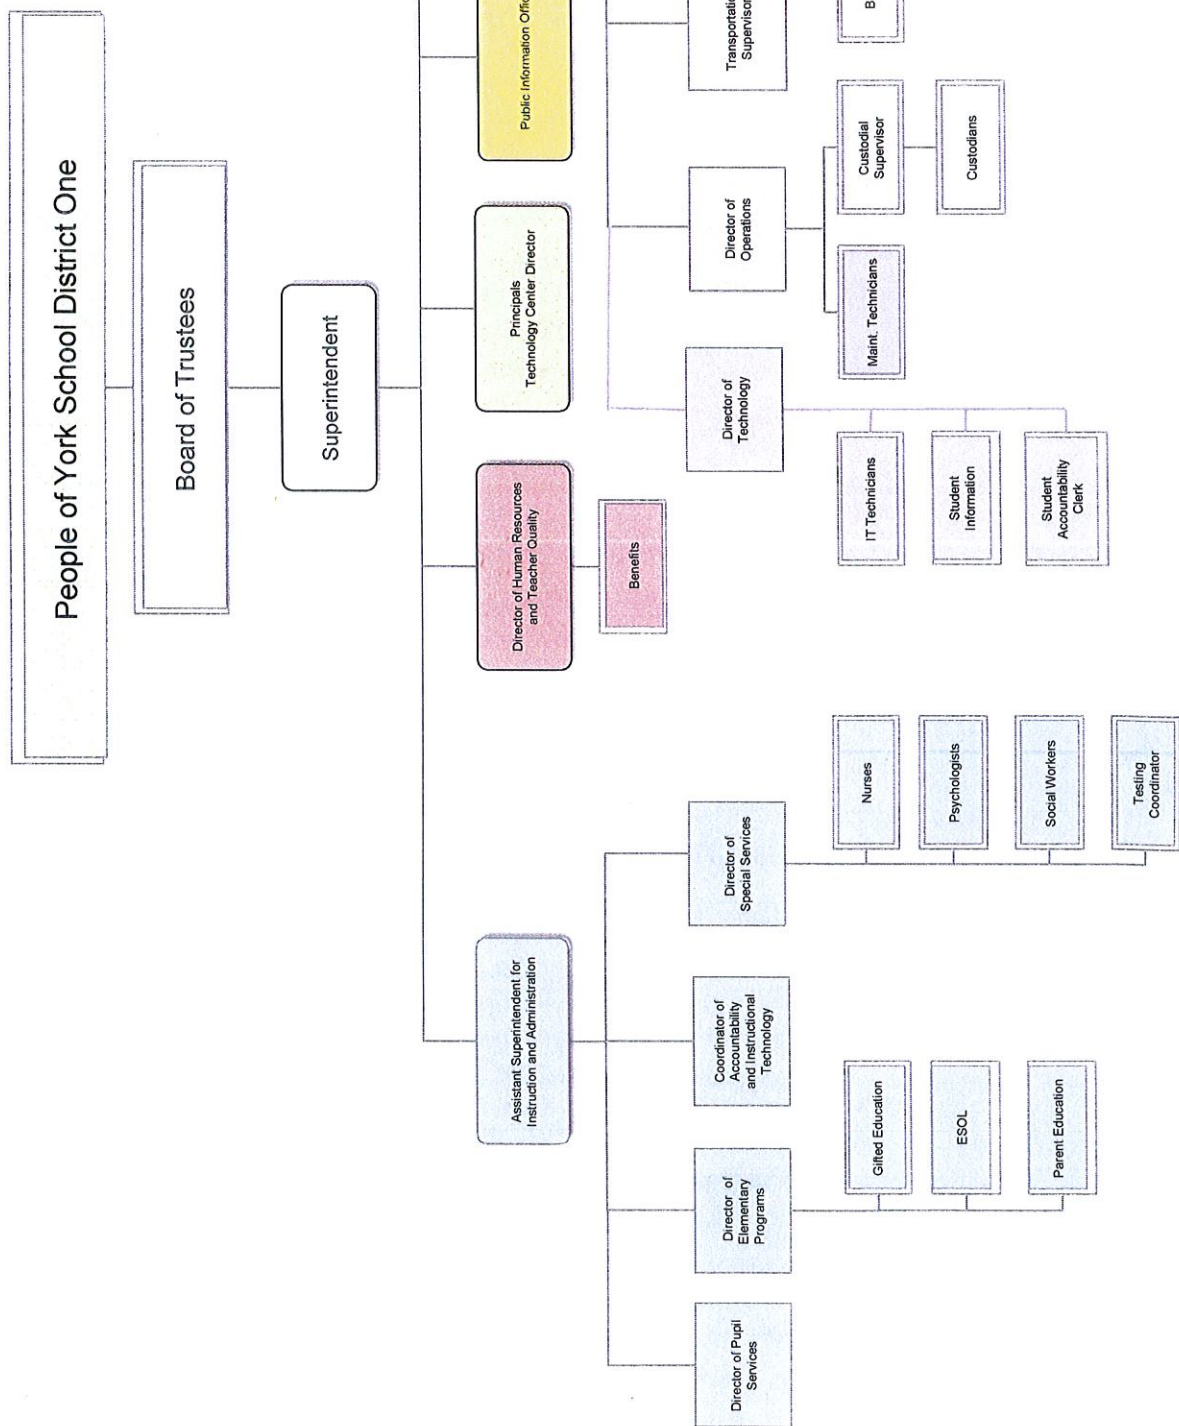 People of York School District One
Board of Trustees
Superintendent
Assistant Superintendent for
Instruction and Administration
Director of Human Resources
and Teacher Quality
Principals
Technology Center Director
Public Information
Benefits
Director of Pupil
Services
Director of
Elementary
Programs
Coordinator of
Accountability
and Instructional
Technology
Director of
Special Services
Director of
Technology
Director of
Operations
Supervisor
Gifted Education
ESOL
Parent Education
Nurses
Psychologists
Social Workers
Testing
Coordinator
IT Technicians
Student
Information
Student
Accountability
Clerk
Maint. Technicians
Custodial
Supervisor
Custodians